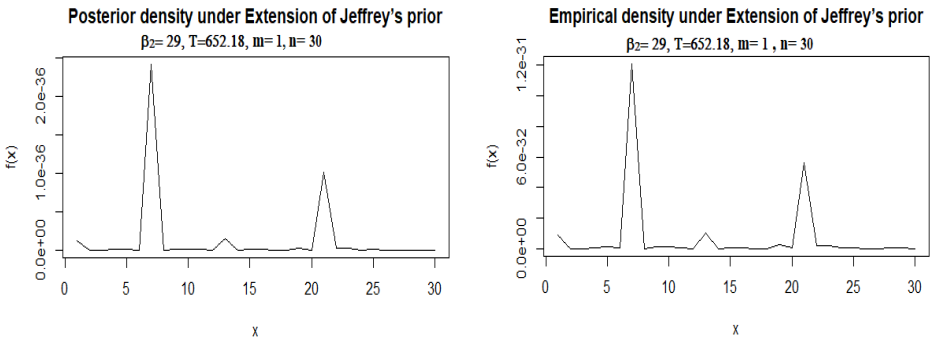 Posterior density under Extension of Jeffrey's prior
β2= 29, T=652.18, m= 1, n= 30
2.0e-36
1.0e-36
0.0e+00
f(x)
0 5 10 15 20 25 30
x
Empirical density under Extension of Jeffrey's prior
β2= 29, T=652.18, m= 1 , n= 30
1.2e-31
6.0e-32
0.0e+00
f(x)
0 5 10 15 20 25 30
x